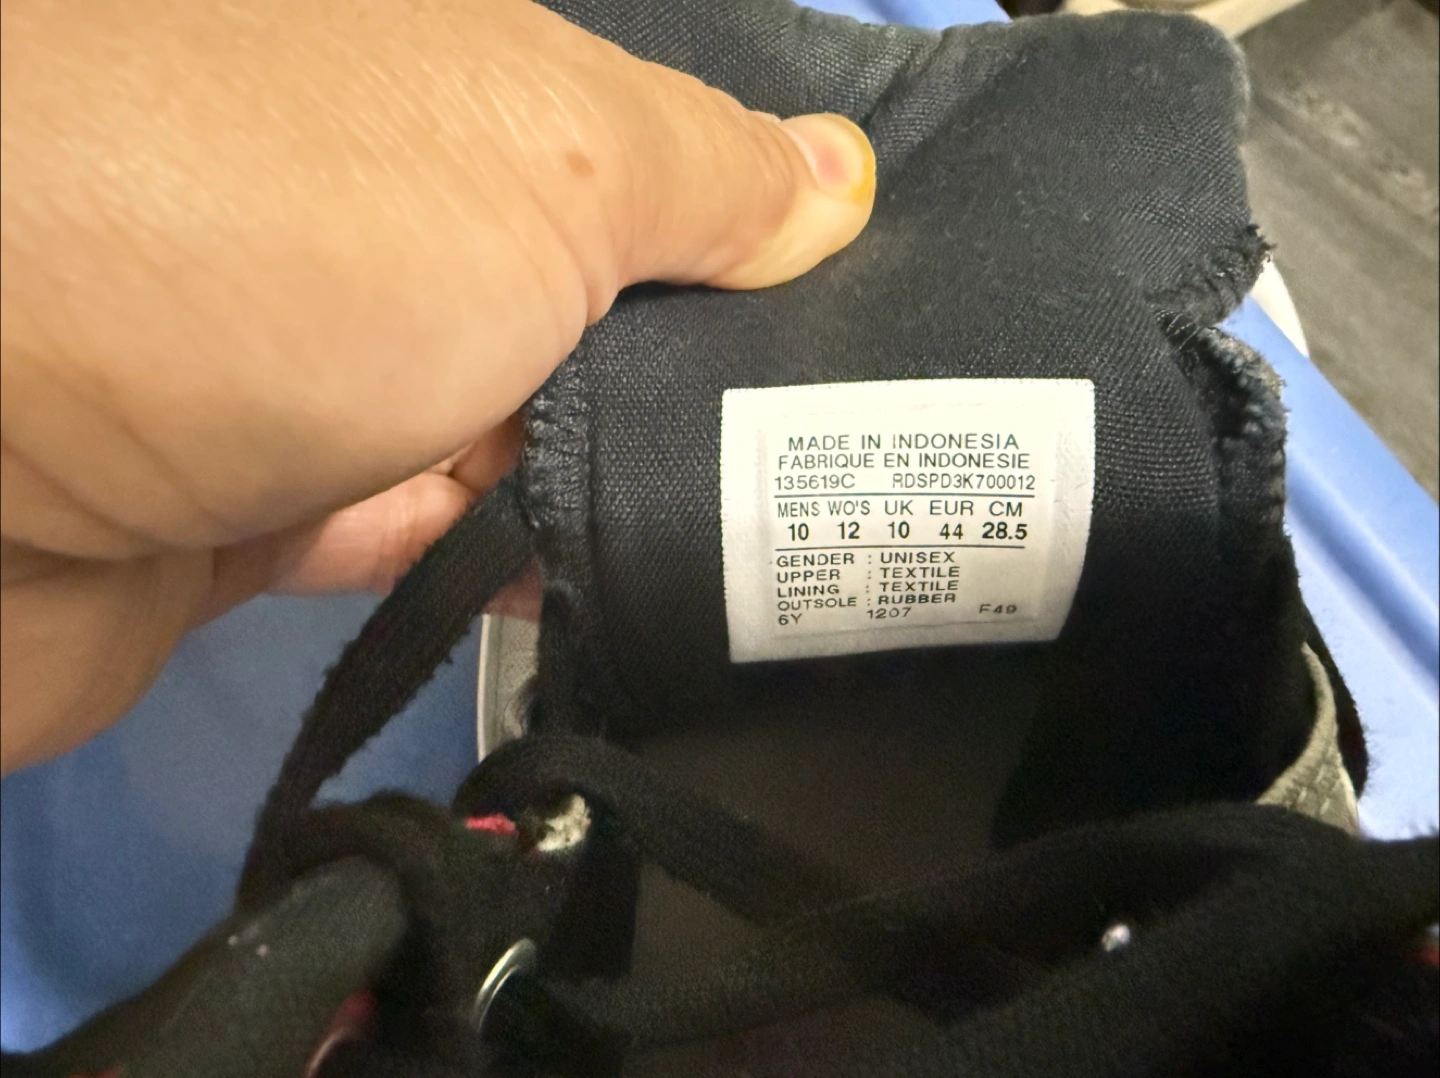 MADE IN INDONESIA
FABRIQUE EN INDONESIE
135619C RDSPD3K700012
MENS WO'S UK EUR CM
10 12 10 44 28.5
GENDER : UNISEX
UPPER : TEXTILE
LINING : TEXTILE
OUTSOLE : RUBBER
6Y 1207 F49